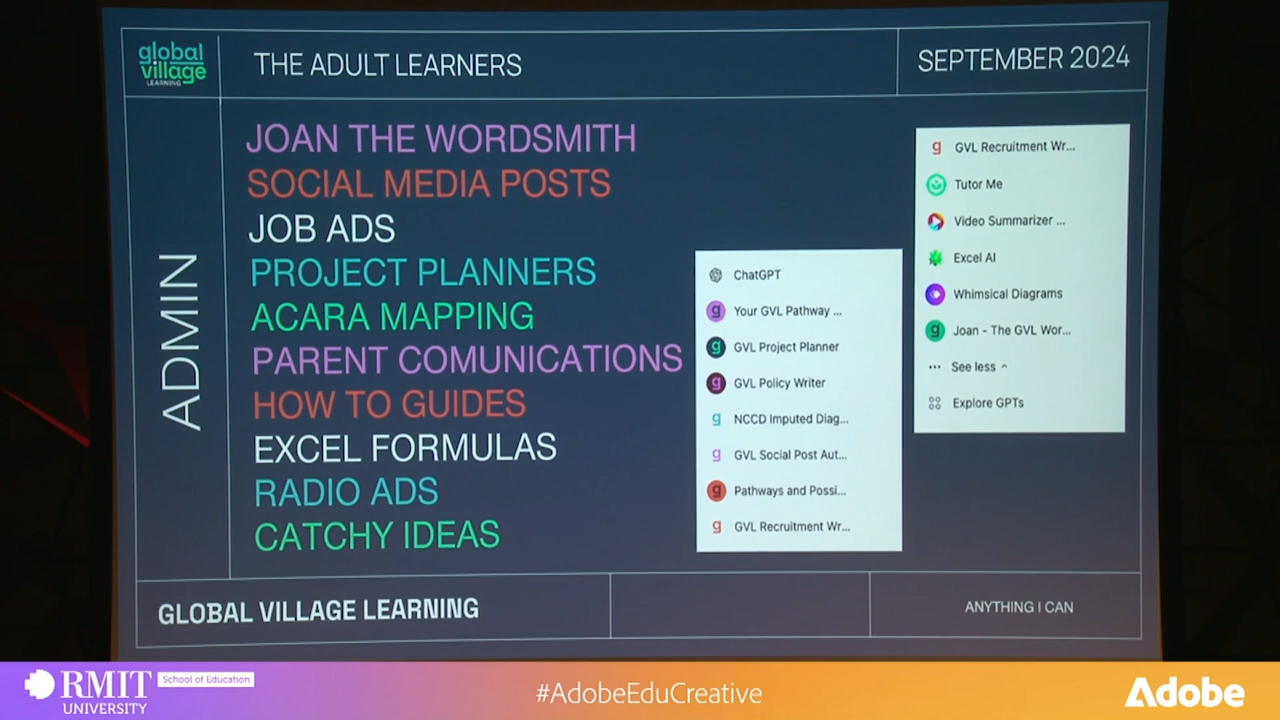 global
village
LEARNING
THE ADULT LEARNERS
SEPTEMBER 2024
ADMIN
JOAN THE WORDSMITH
SOCIAL MEDIA POSTS
JOB ADS
PROJECT PLANNERS
ACARA MAPPING
PARENT COMUNICATIONS
HOW TO GUIDES
EXCEL FORMULAS
RADIO ADS
CATCHY IDEAS
ChatGPT
g Your GVL Pathway ...
g GVL Project Planner
g GVL Policy Writer
g NCCD Imputed Diag...
g GVL Social Post Aut...
g Pathways and Possi...
g GVL Recruitment Wr...
g GVL Recruitment Wr...
Tutor Me
Video Summarizer ...
Excel AI
Whimsical Diagrams
g Joan - The GVL Wor...
··· See less ^
Explore GPTs
GLOBAL VILLAGE LEARNING
ANYTHING I CAN
RMIT
UNIVERSITY
School of Education
#AdobeEduCreative
Adobe